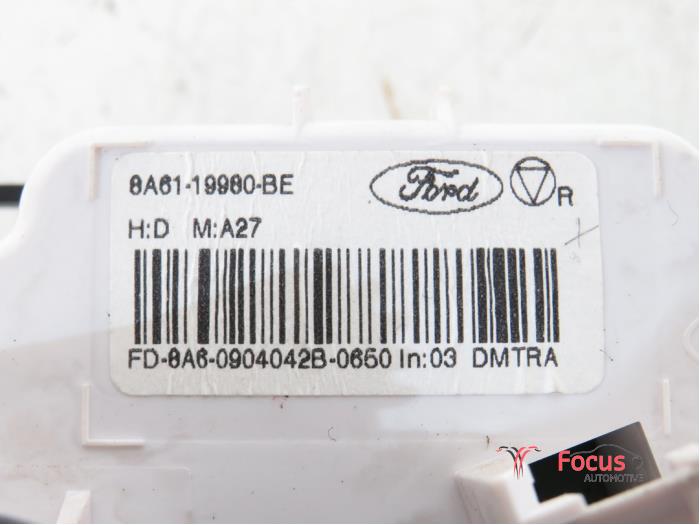 8A61-19980-BE
Ford
R
H:D M:A27
FD-8A6-0904042B-0650 In:03 DMTRA
Focus
AUTOMOTIVE